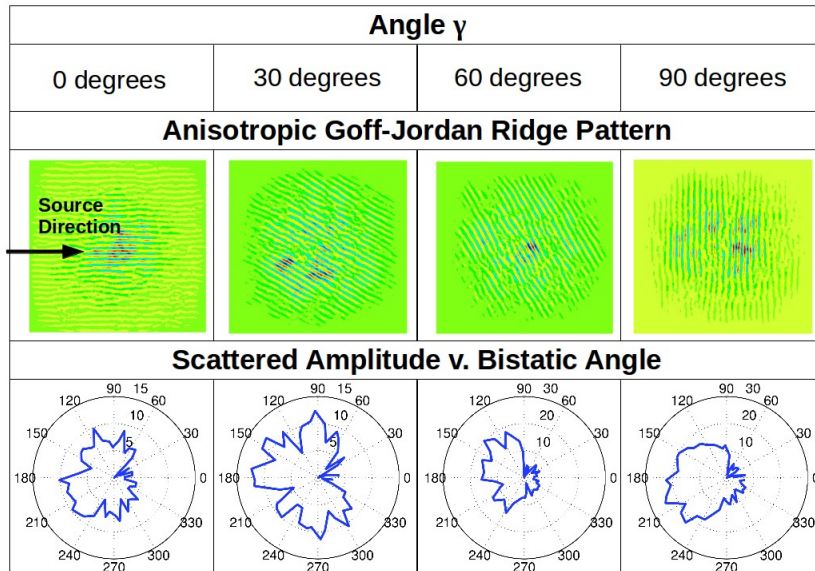 Angle γ
0 degrees 30 degrees 60 degrees 90 degrees
Anisotropic Goff-Jordan Ridge Pattern
Source
Direction
Scattered Amplitude v. Bistatic Angle
90 15 90 15 90 30 90 30
120 60 120 60 120 60 120 60
10 10 20 20
150 5 150 5 150 10 150 10
180 0 180 0 180 0 180 0
210 330 210 330 210 330 210 330
240 300 240 300 240 300 240 300
270 270 270 270